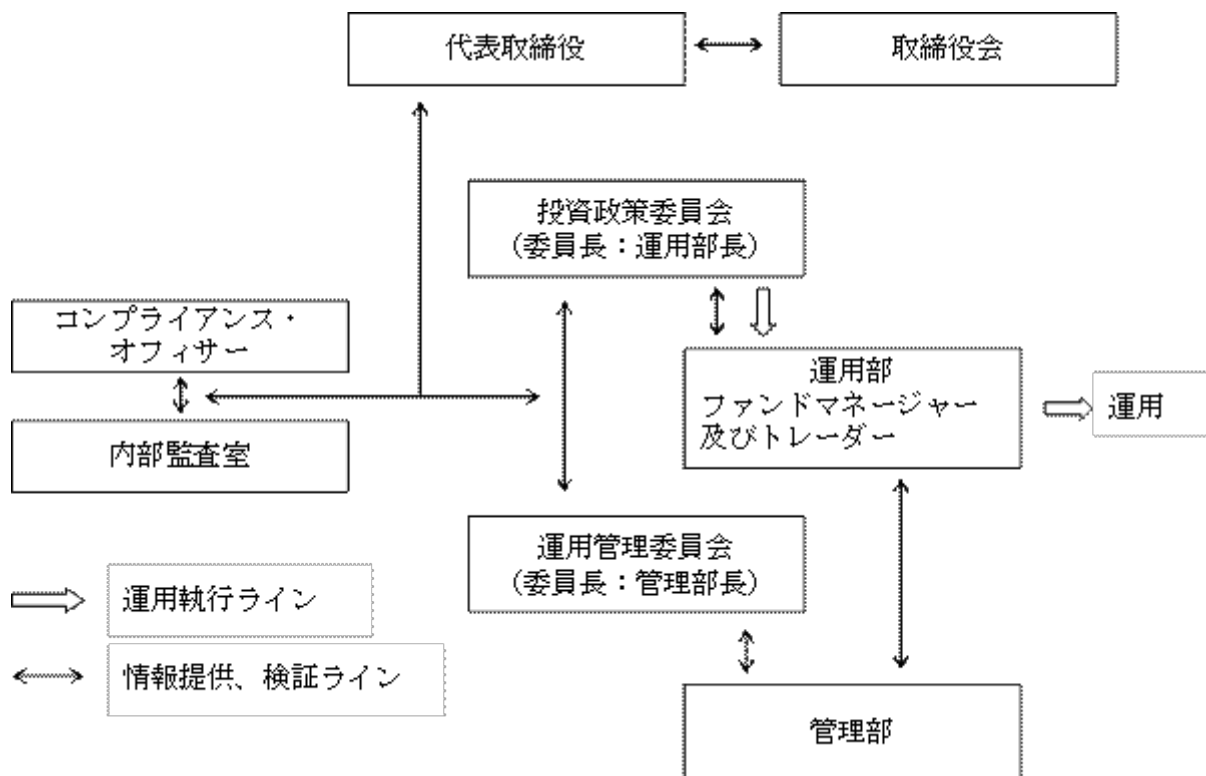 代表取締役
取締役会
投資政策委員会
(委員長：運用部長)
コンプライアンス・
オフィサー
運用部
ファンドマネージャー
及びトレーダー
運用
内部監査室
運用管理委員会
(委員長：管理部長)
運用執行ライン
情報提供、検証ライン
管理部